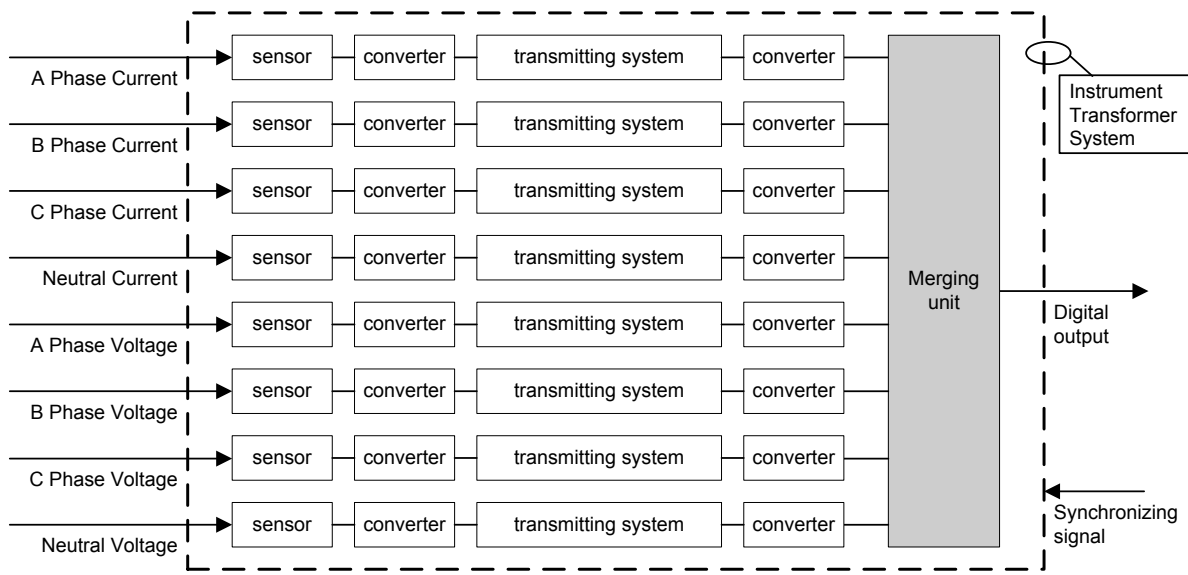 sensor converter transmitting system converter
A Phase Current
sensor converter transmitting system converter
B Phase Current
sensor converter transmitting system converter
C Phase Current
sensor converter transmitting system converter
Neutral Current
sensor converter transmitting system converter
A Phase Voltage
sensor converter transmitting system converter
B Phase Voltage
sensor converter transmitting system converter
C Phase Voltage
sensor converter transmitting system converter
Neutral Voltage
Merging
unit
Instrument
Transformer
System
Digital
output
Synchronizing
signal